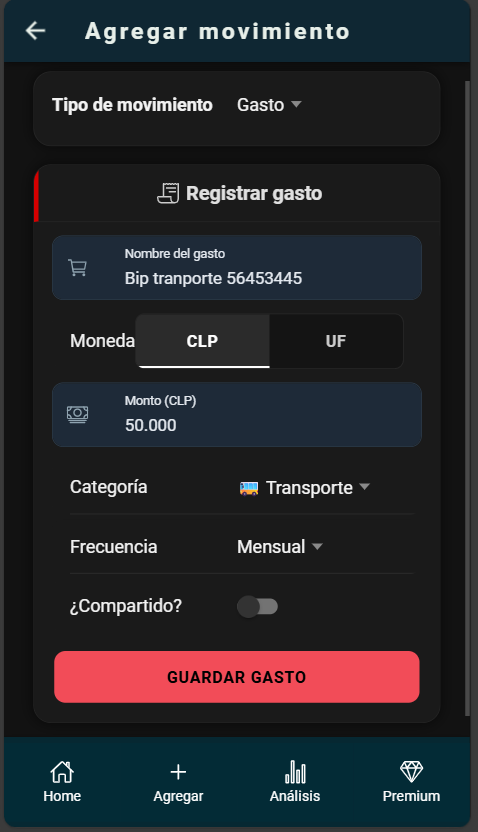 Agregar movimiento
Tipo de movimiento Gasto
Registrar gasto
Nombre del gasto
Bip tranporte 56453445
Moneda CLP UF
Monto (CLP)
50.000
Categoría Transporte
Frecuencia Mensual
¿Compartido?
GUARDAR GASTO
Home Agregar Análisis Premium